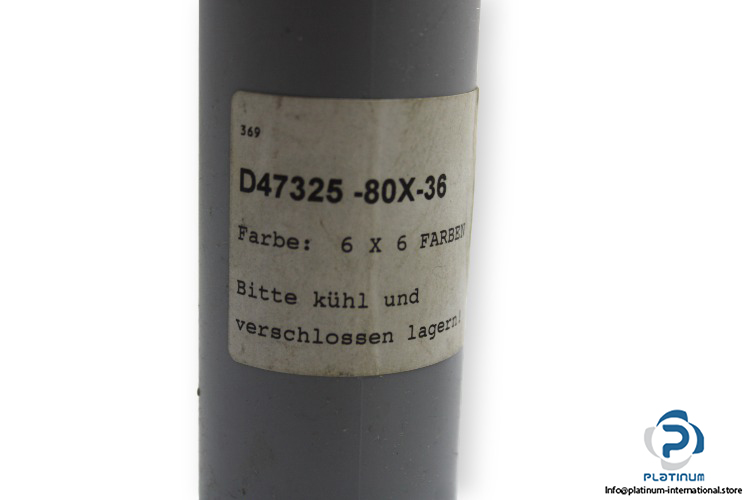 369
D47325 -80X-36
Farbe: 6 X 6 FARBEN
Bitte kühl und
verschlossen lagern!
PLATINUM
Info@platinum-international.store